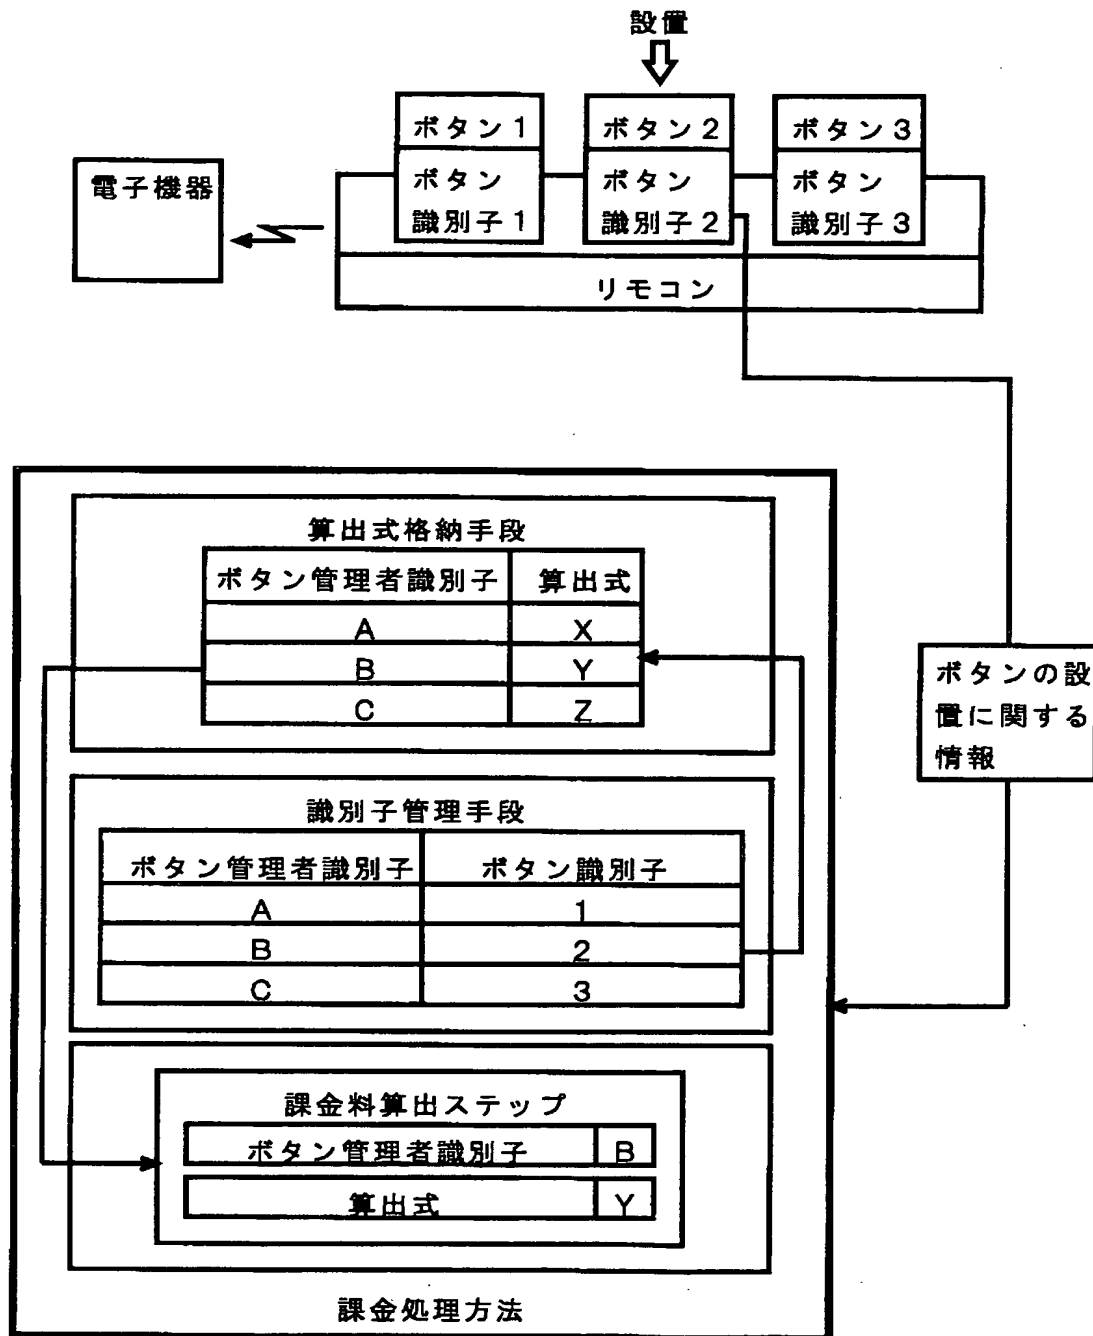 設置
ボタン1
ボタン2
ボタン3
ボタン
識別子1
ボタン
識別子2
ボタン
識別子3
電子機器
リモコン
算出式格納手段
ボタン管理者識別子
算出式
A
X
B
Y
C
Z
ボタンの設
置に関する
情報
識別子管理手段
ボタン管理者識別子
ボタン識別子
A
1
B
2
C
3
課金料算出ステップ
ボタン管理者識別子
B
算出式
Y
課金処理方法